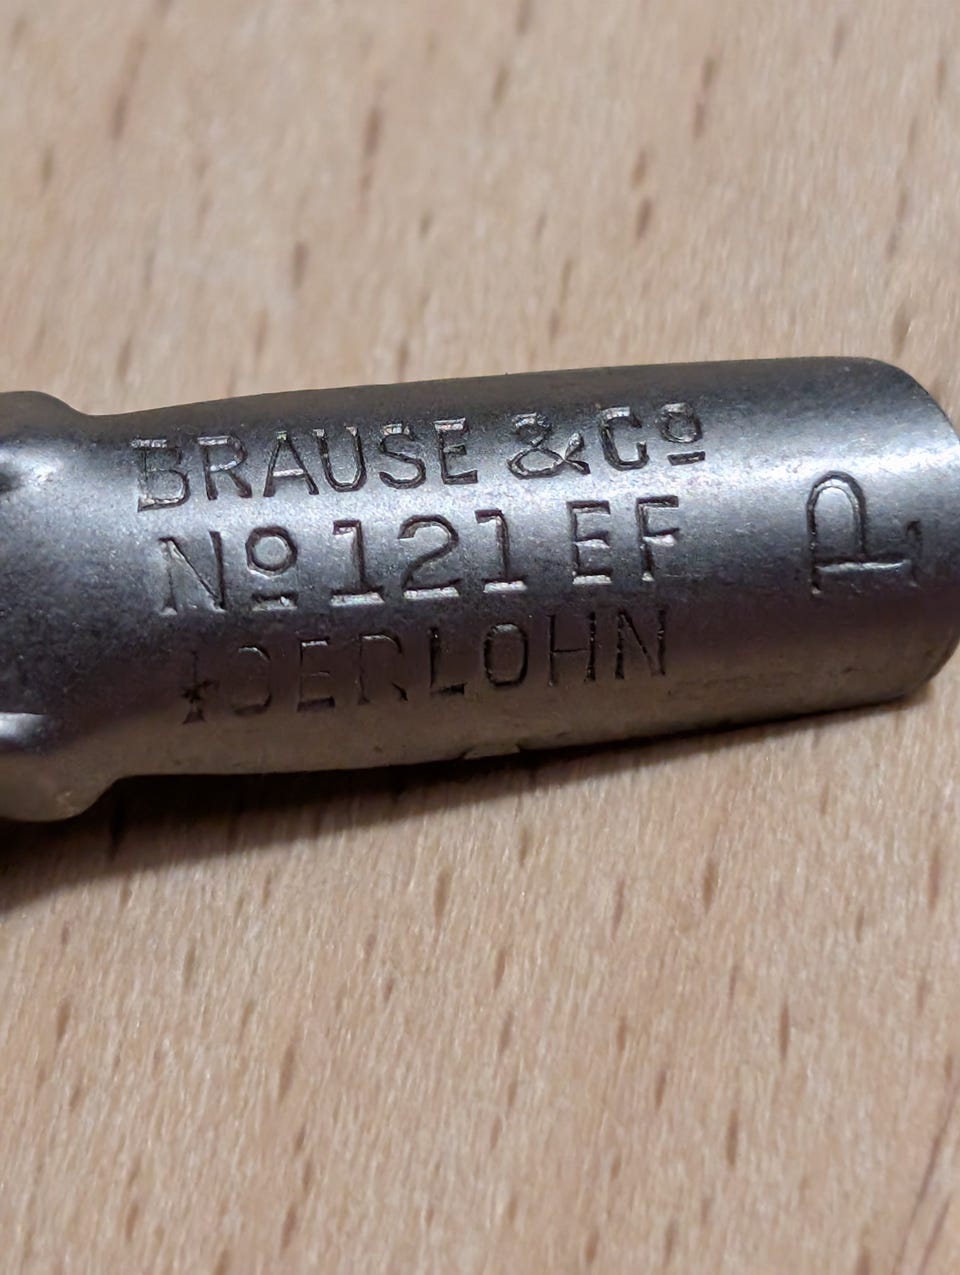 BRAUSE & Cº
Nº 121 EF
ISERLOHN
P